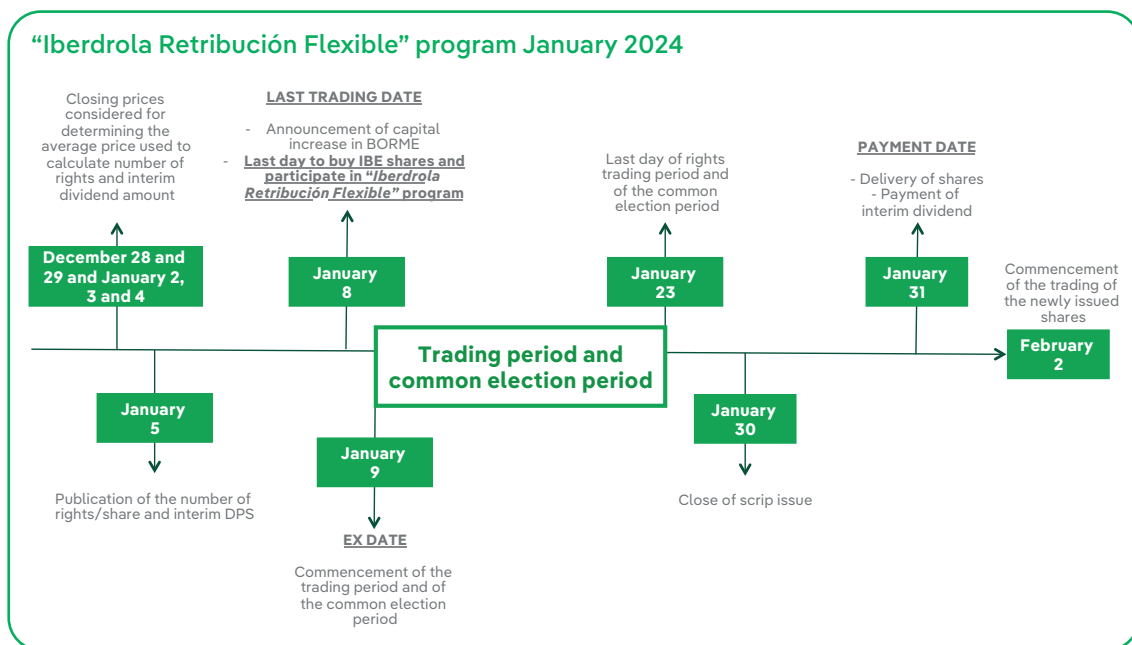 “Iberdrola Retribución Flexible” program January 2024
Closing prices
considered for
determining the
average price used to
calculate number of
rights and interim
dividend amount
December 28 and
29 and January 2,
3 and 4
LAST TRADING DATE
- Announcement of capital
increase in BORME
- Last day to buy IBE shares and
participate in “Iberdrola
Retribución Flexible” program
January
8
Last day of rights
trading period and
of the common
election period
January
23
PAYMENT DATE
- Delivery of shares
- Payment of
interim dividend
January
31
Commencement
of the trading of
the newly issued
shares
February
2
Trading period and
common election period
January
5
Publication of the number of
rights/share and interim DPS
January
9
EX DATE
Commencement of the
trading period and of
the common election
period
January
30
Close of scrip issue